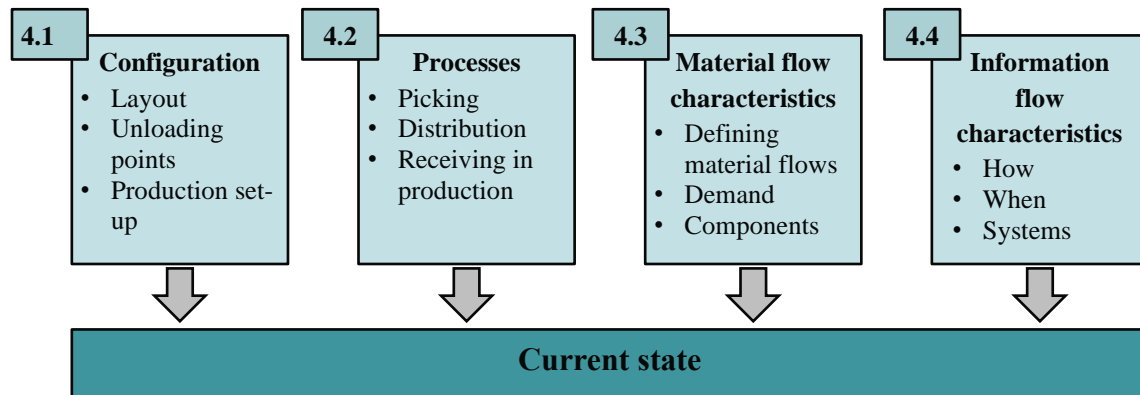 4.1
Configuration
• Layout
• Unloading
points
• Production set-
up
4.2
Processes
• Picking
• Distribution
• Receiving in
production
4.3
Material flow
characteristics
• Defining
material flows
• Demand
• Components
4.4
Information
flow
characteristics
• How
• When
• Systems
Current state